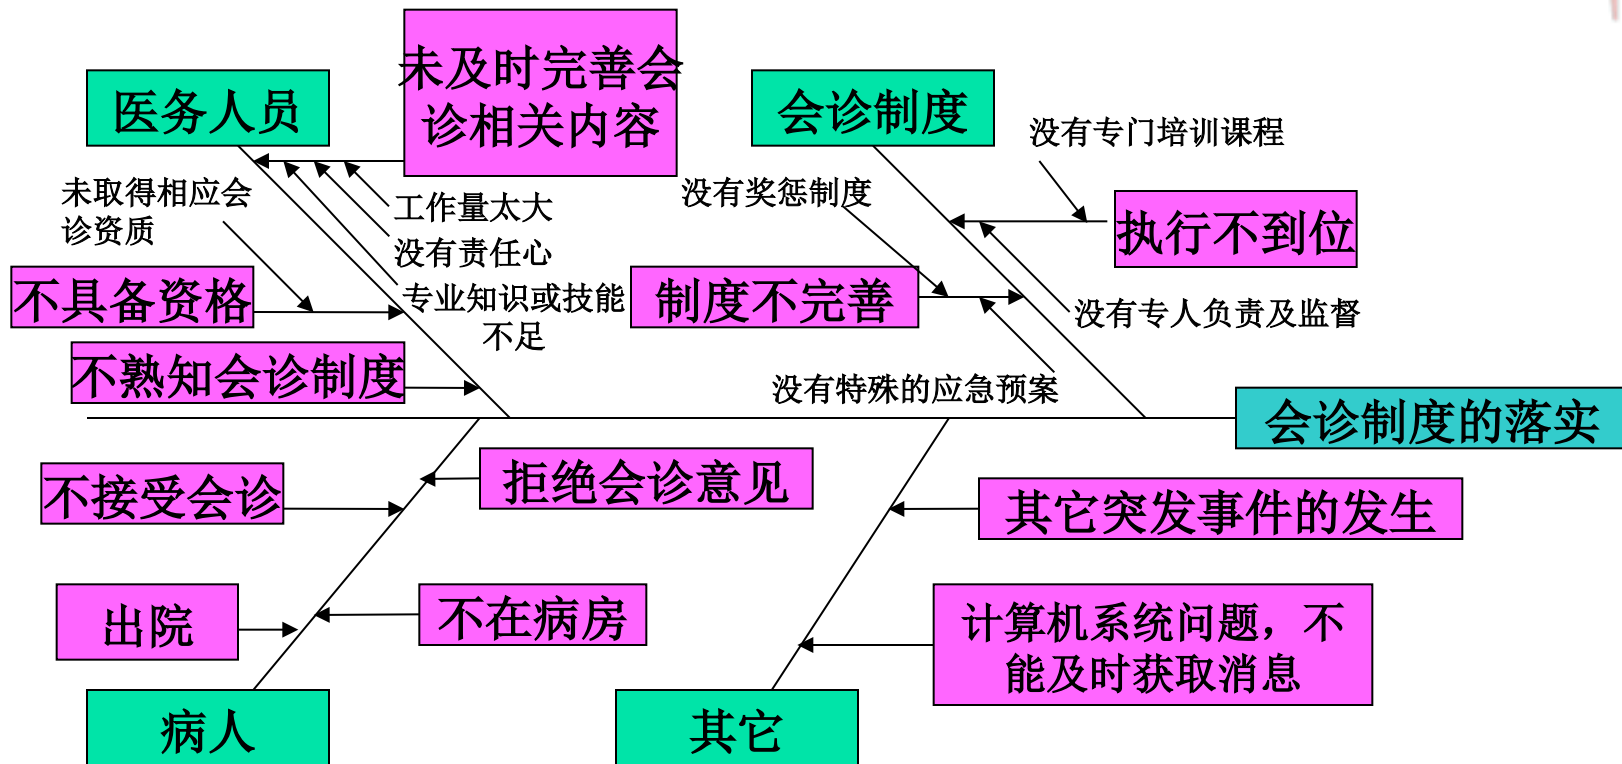 未及时完善会
诊相关内容
医务人员
会诊制度
没有专门培训课程
未取得相应会
诊资质
工作量太大
没有奖惩制度
执行不到位
没有责任心
不具备资格
专业知识或技能
不足
制度不完善
没有专人负责及监督
不熟知会诊制度
没有特殊的应急预案
会诊制度的落实
不接受会诊
拒绝会诊意见
其它突发事件的发生
出院
不在病房
计算机系统问题，不
能及时获取消息
病人
其它